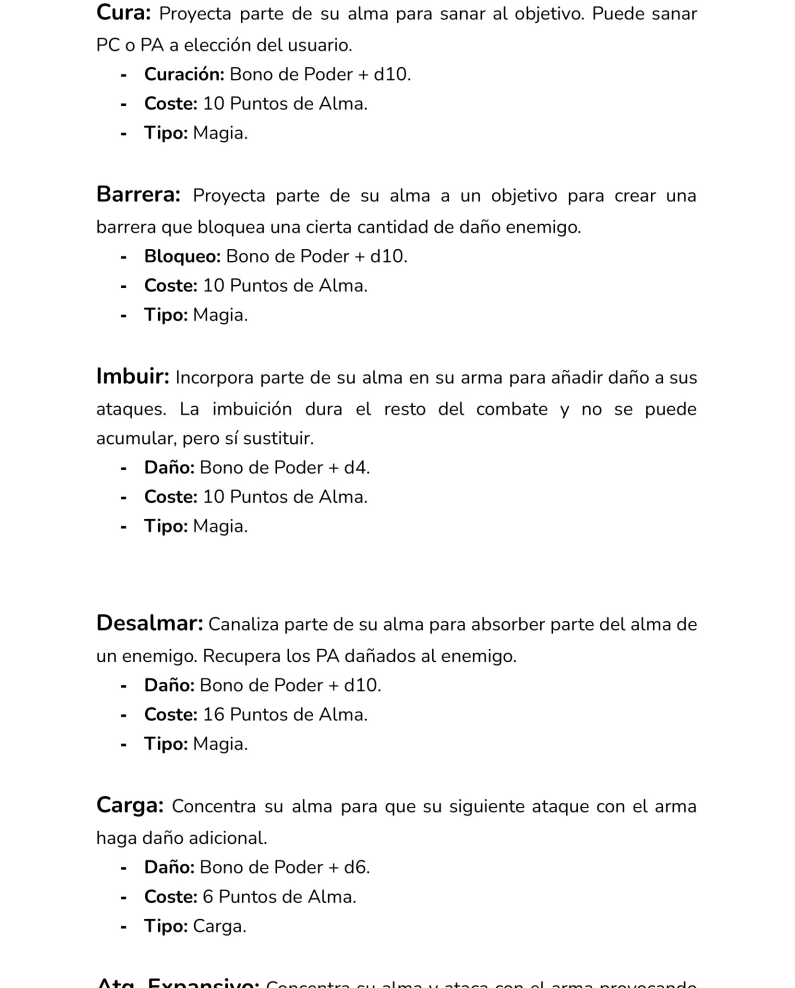 Cura: Proyecta parte de su alma para sanar al objetivo. Puede sanar
PC o PA a elección del usuario.
- Curación: Bono de Poder + d10.
- Coste: 10 Puntos de Alma.
- Tipo: Magia.
Barrera: Proyecta parte de su alma a un objetivo para crear una
barrera que bloquea una cierta cantidad de daño enemigo.
- Bloqueo: Bono de Poder + d10.
- Coste: 10 Puntos de Alma.
- Tipo: Magia.
Imbuir: Incorpora parte de su alma en su arma para añadir daño a sus
ataques. La imbuición dura el resto del combate y no se puede
acumular, pero sí sustituir.
- Daño: Bono de Poder + d4.
- Coste: 10 Puntos de Alma.
- Tipo: Magia.
Desalmar: Canaliza parte de su alma para absorber parte del alma de
un enemigo. Recupera los PA dañados al enemigo.
- Daño: Bono de Poder + d10.
- Coste: 16 Puntos de Alma.
- Tipo: Magia.
Carga: Concentra su alma para que su siguiente ataque con el arma
haga daño adicional.
- Daño: Bono de Poder + d6.
- Coste: 6 Puntos de Alma.
- Tipo: Carga.
Atq. Expansivo: Concentra su alma y ataca con el arma provocando